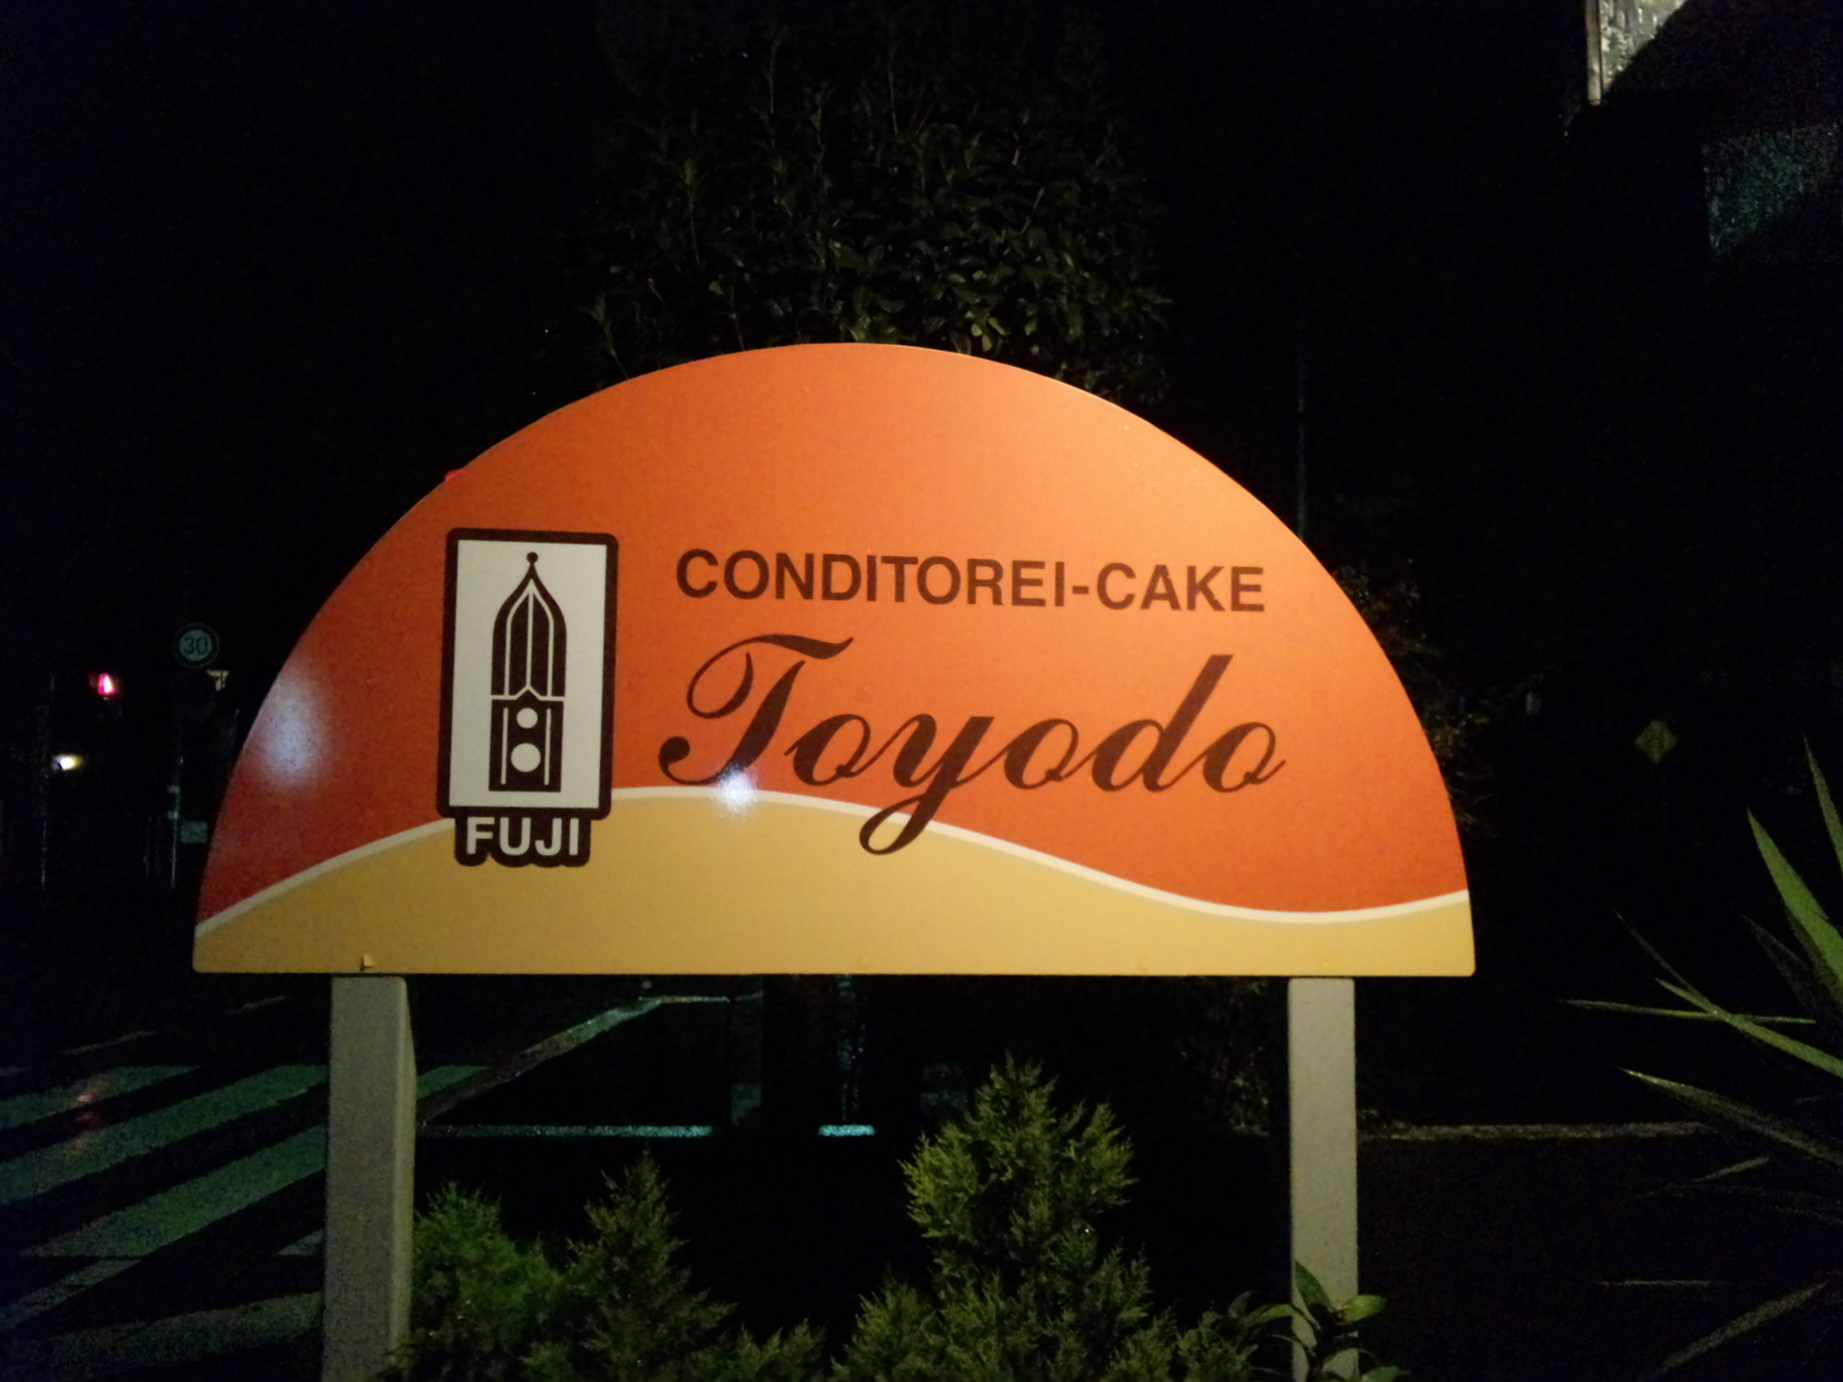 30
CONDITOREI-CAKE
Toyodo
FUJI